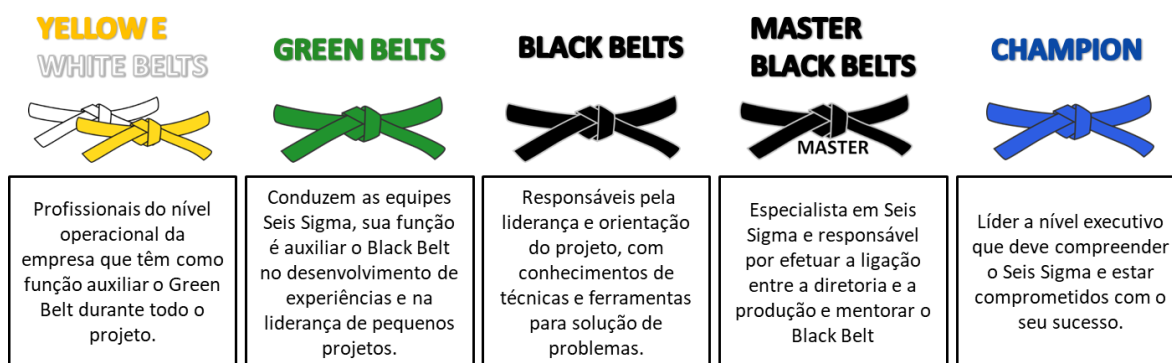 YELLOW E
WHITE BELTS
Profissionais do nível
operacional da
empresa que têm como
função auxiliar o Green
Belt durante todo o
projeto.
GREEN BELTS
Conduzem as equipes
Seis Sigma, sua função
é auxiliar o Black Belt
no desenvolvimento de
experiências e na
liderança de pequenos
projetos.
BLACK BELTS
Responsáveis pela
liderança e orientação
do projeto, com
conhecimentos de
técnicas e ferramentas
para solução de
problemas.
MASTER
BLACK BELTS
MASTER
Especialista em Seis
Sigma e responsável
por efetuar a ligação
entre a diretoria e a
produção e mentorar o
Black Belt
CHAMPION
Líder a nível executivo
que deve compreender
o Seis Sigma e estar
comprometidos com o
seu sucesso.